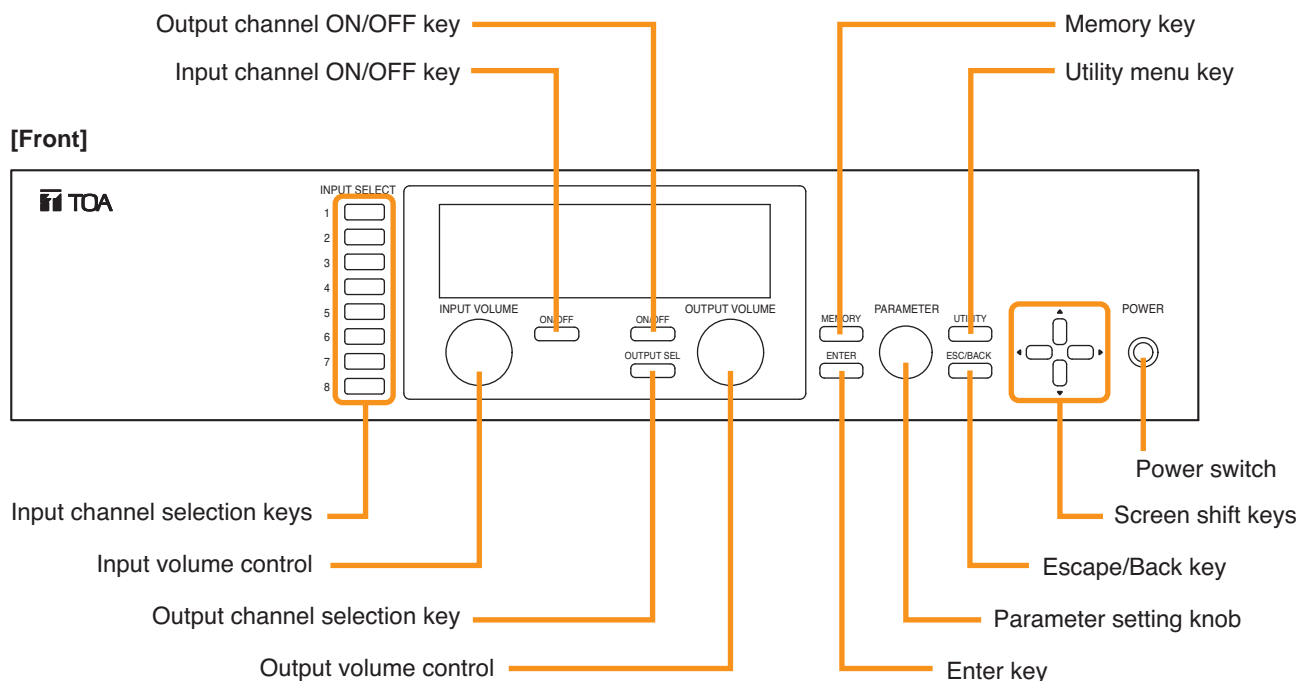 Output channel ON/OFF key
Memory key
Input channel ON/OFF key
Utility menu key
[Front]
TOA
INPUT SELECT
1
2
3
4
5
6
7
8
INPUT VOLUME
ON/OFF
ON/OFF
OUTPUT VOLUME
OUTPUT SEL
MEMORY
PARAMETER
UTILITY
POWER
ENTER
ESC/BACK
Power switch
Input channel selection keys
Screen shift keys
Input volume control
Escape/Back key
Output channel selection key
Parameter setting knob
Output volume control
Enter key